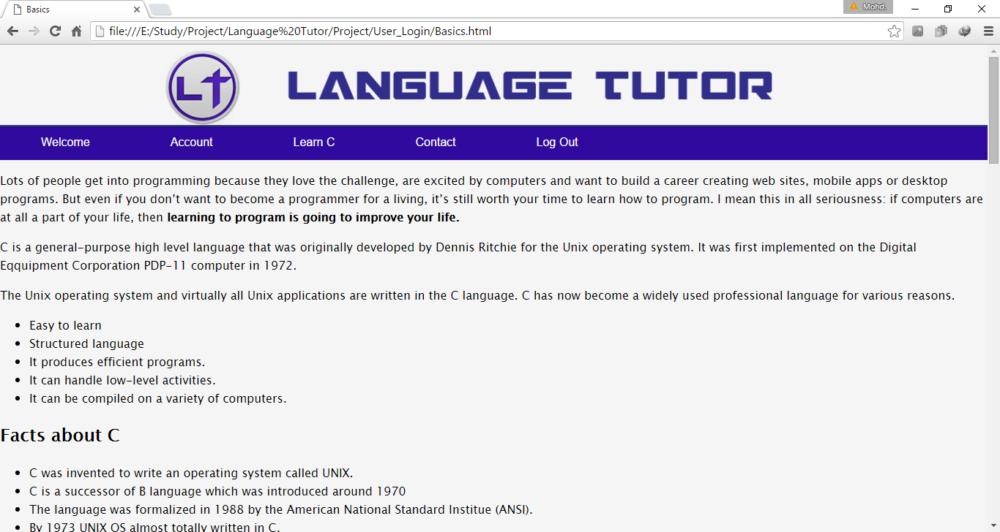 Basics
Mohd.
file:///E:/Study/Project/Language%20Tutor/Project/User_Login/Basics.html
LT LANGUAGE TUTOR
Welcome Account Learn C Contact Log Out
Lots of people get into programming because they love the challenge, are excited by computers and want to build a career creating web sites, mobile apps or desktop
programs. But even if you don’t want to become a programmer for a living, it’s still worth your time to learn how to program. I mean this in all seriousness: if computers are
at all a part of your life, then learning to program is going to improve your life.
C is a general-purpose high level language that was originally developed by Dennis Ritchie for the Unix operating system. It was first implemented on the Digital
Eqquipment Corporation PDP-11 computer in 1972.
The Unix operating system and virtually all Unix applications are written in the C language. C has now become a widely used professional language for various reasons.
• Easy to learn
• Structured language
• It produces efficient programs.
• It can handle low-level activities.
• It can be compiled on a variety of computers.
Facts about C
• C was invented to write an operating system called UNIX.
• C is a successor of B language which was introduced around 1970
• The language was formalized in 1988 by the American National Standard Institue (ANSI).
• By 1973 UNIX OS almost totally written in C.